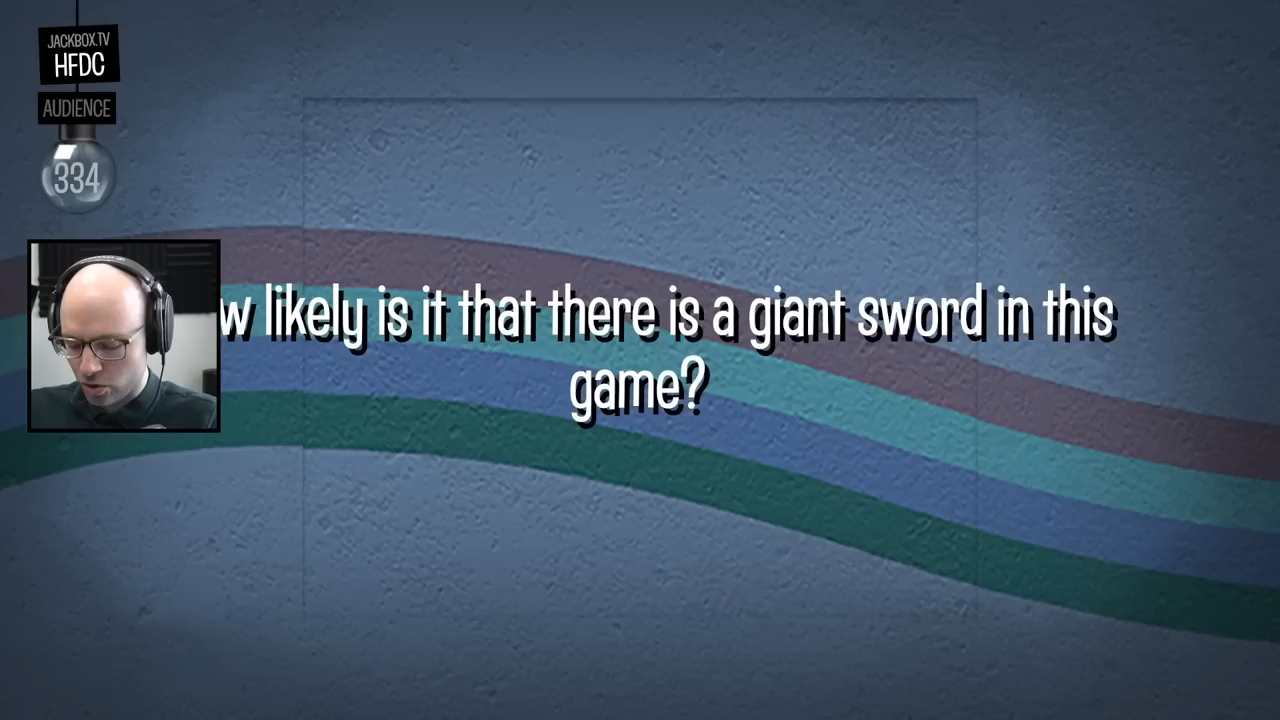 JACKBOX.TV
HFDC
AUDIENCE
334
w likely is it that there is a giant sword in this
game?